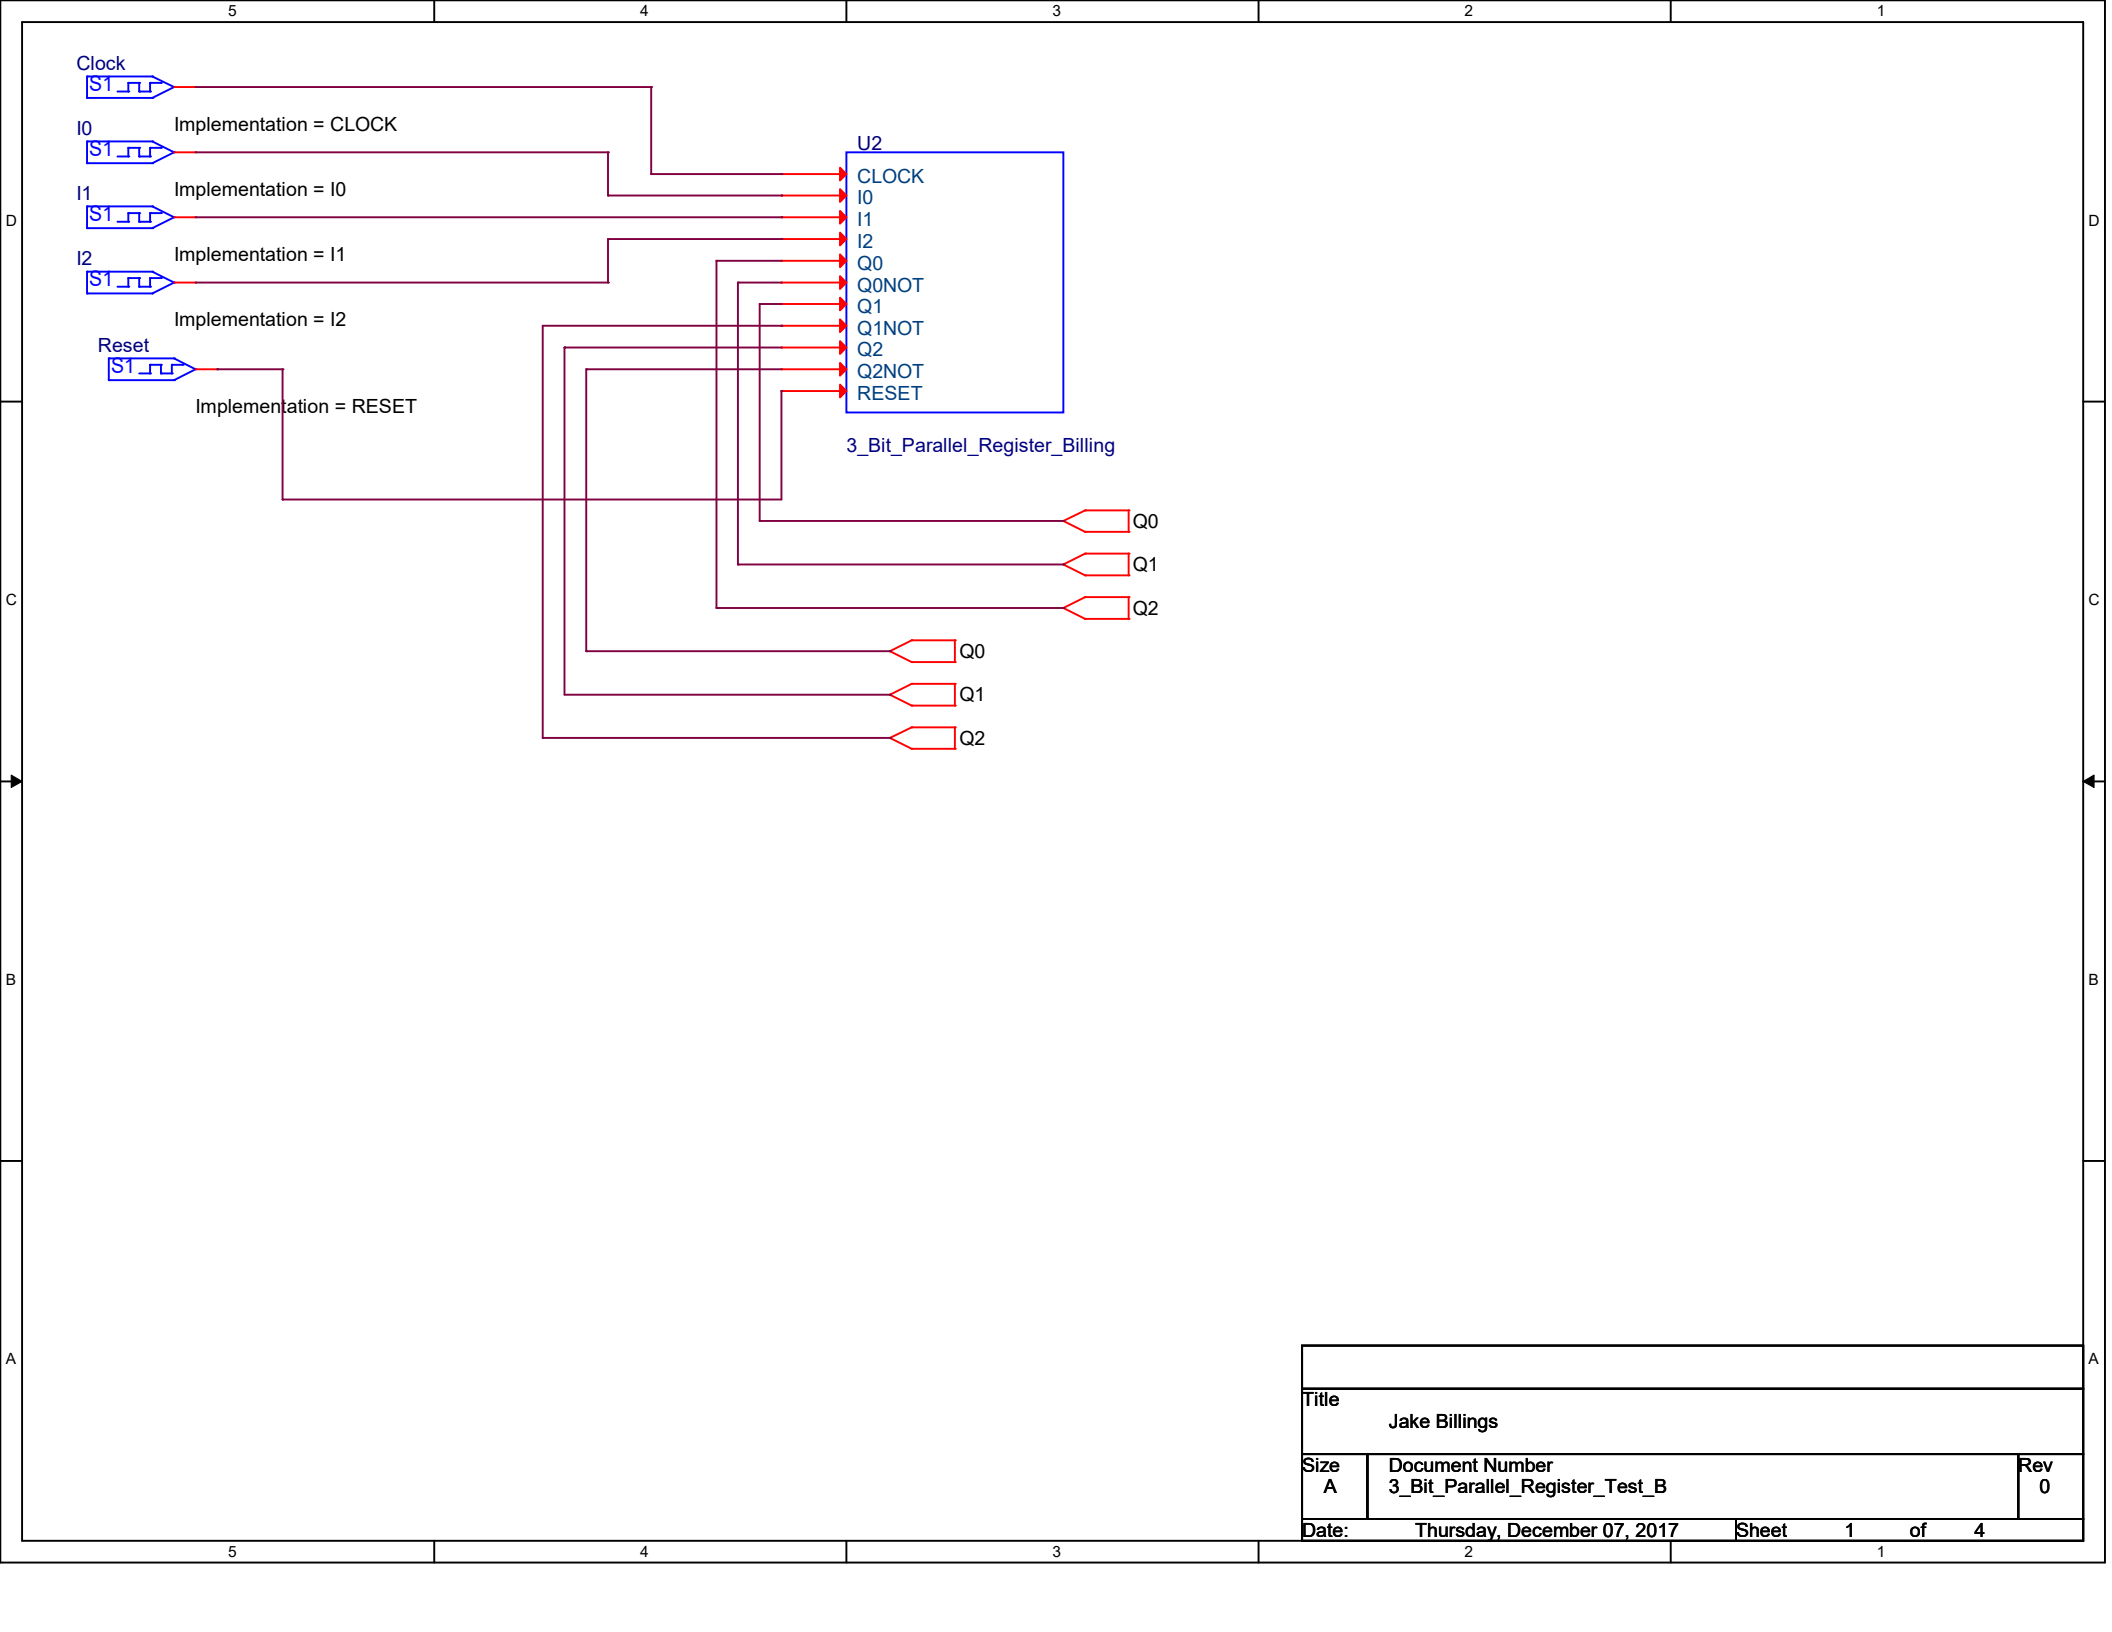 5 4 3 2 1
Clock
S1
Implementation = CLOCK
I0
S1
Implementation = I0
I1
S1
Implementation = I1
I2
S1
Implementation = I2
Reset
S1
Implementation = RESET
U2
CLOCK
I0
I1
I2
Q0
Q0NOT
Q1
Q1NOT
Q2
Q2NOT
RESET
3_Bit_Parallel_Register_Billing
Q0
Q1
Q2
Q0
Q1
Q2
D D
C C
B B
A A
Title
Jake Billings
Size
A
Document Number
3_Bit_Parallel_Register_Test_B
Rev
0
Date: Thursday, December 07, 2017 Sheet 1 of 4
5 4 3 2 1